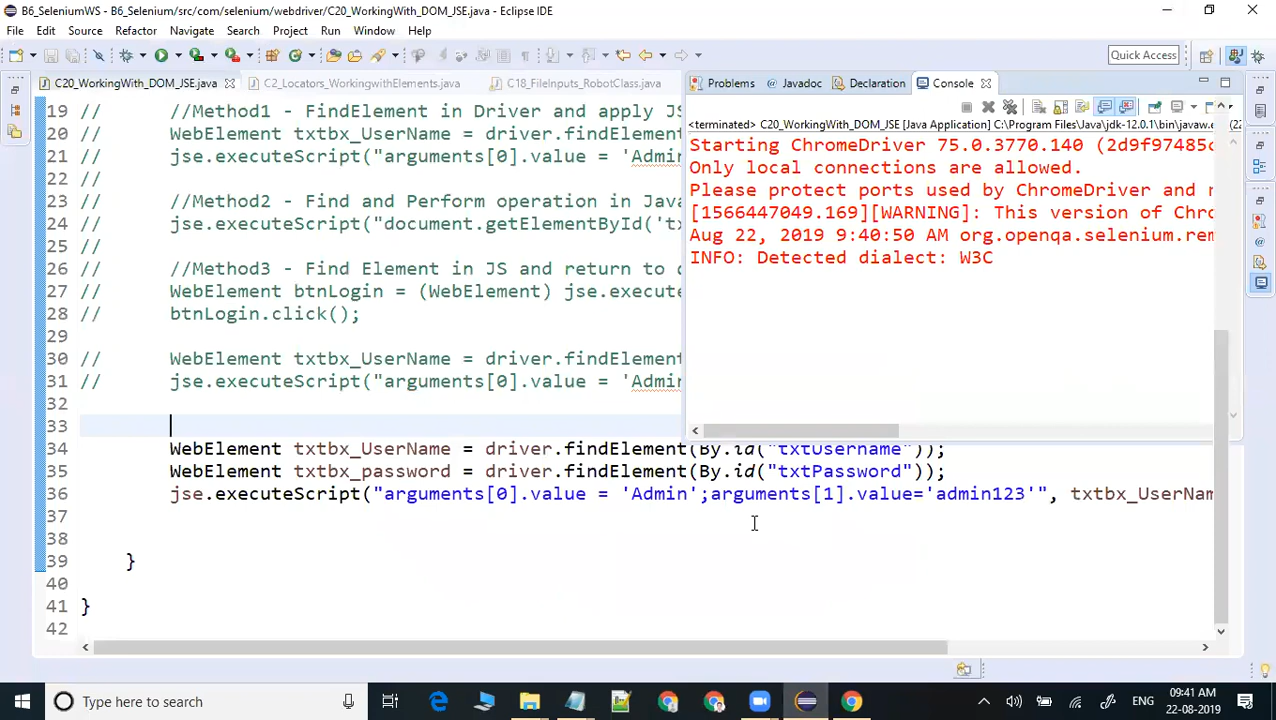 B6_SeleniumWS - B6_Selenium/src/com/selenium/webdriver/C20_WorkingWith_DOM_JSE.java - Eclipse IDE
File Edit Source Refactor Navigate Search Project Run Window Help
Quick Access
C20_WorkingWith_DOM_JSE.java C2_Locators_WorkingwithElements.java C18_FileInputs_RobotClass.java
Problems @ Javadoc Declaration Console
<terminated> C20_WorkingWith_DOM_JSE [Java Application] C:\Program Files\Java\jdk-12.0.1\bin\javaw.e (2
Starting ChromeDriver 75.0.3770.140 (2d9f97485c
Only local connections are allowed.
Please protect ports used by ChromeDriver and r
[1566447049.169][WARNING]: This version of Chro
Aug 22, 2019 9:40:50 AM org.openqa.selenium.rem
INFO: Detected dialect: W3C
19 // //Method1 - FindElement in Driver and apply JS
20 // WebElement txtbx_UserName = driver.findElement
21 // jse.executeScript("arguments[0].value = 'Admin
22 //
23 // //Method2 - Find and Perform operation in Java
24 // jse.executeScript("document.getElementById('tx
25 //
26 // //Method3 - Find Element in JS and return to
27 // WebElement btnLogin = (WebElement) jse.execute
28 // btnLogin.click();
29
30 // WebElement txtbx_UserName = driver.findElement
31 // jse.executeScript("arguments[0].value = 'Admin
32
33
34 WebElement txtbx_UserName = driver.findElement(By.id("txtUsername"));
35 WebElement txtbx_password = driver.findElement(By.id("txtPassword"));
36 jse.executeScript("arguments[0].value = 'Admin';arguments[1].value='admin123'", txtbx_UserNam
37
38
39 }
40
41 }
42
Type here to search
ENG
09:41 AM
22-08-2019